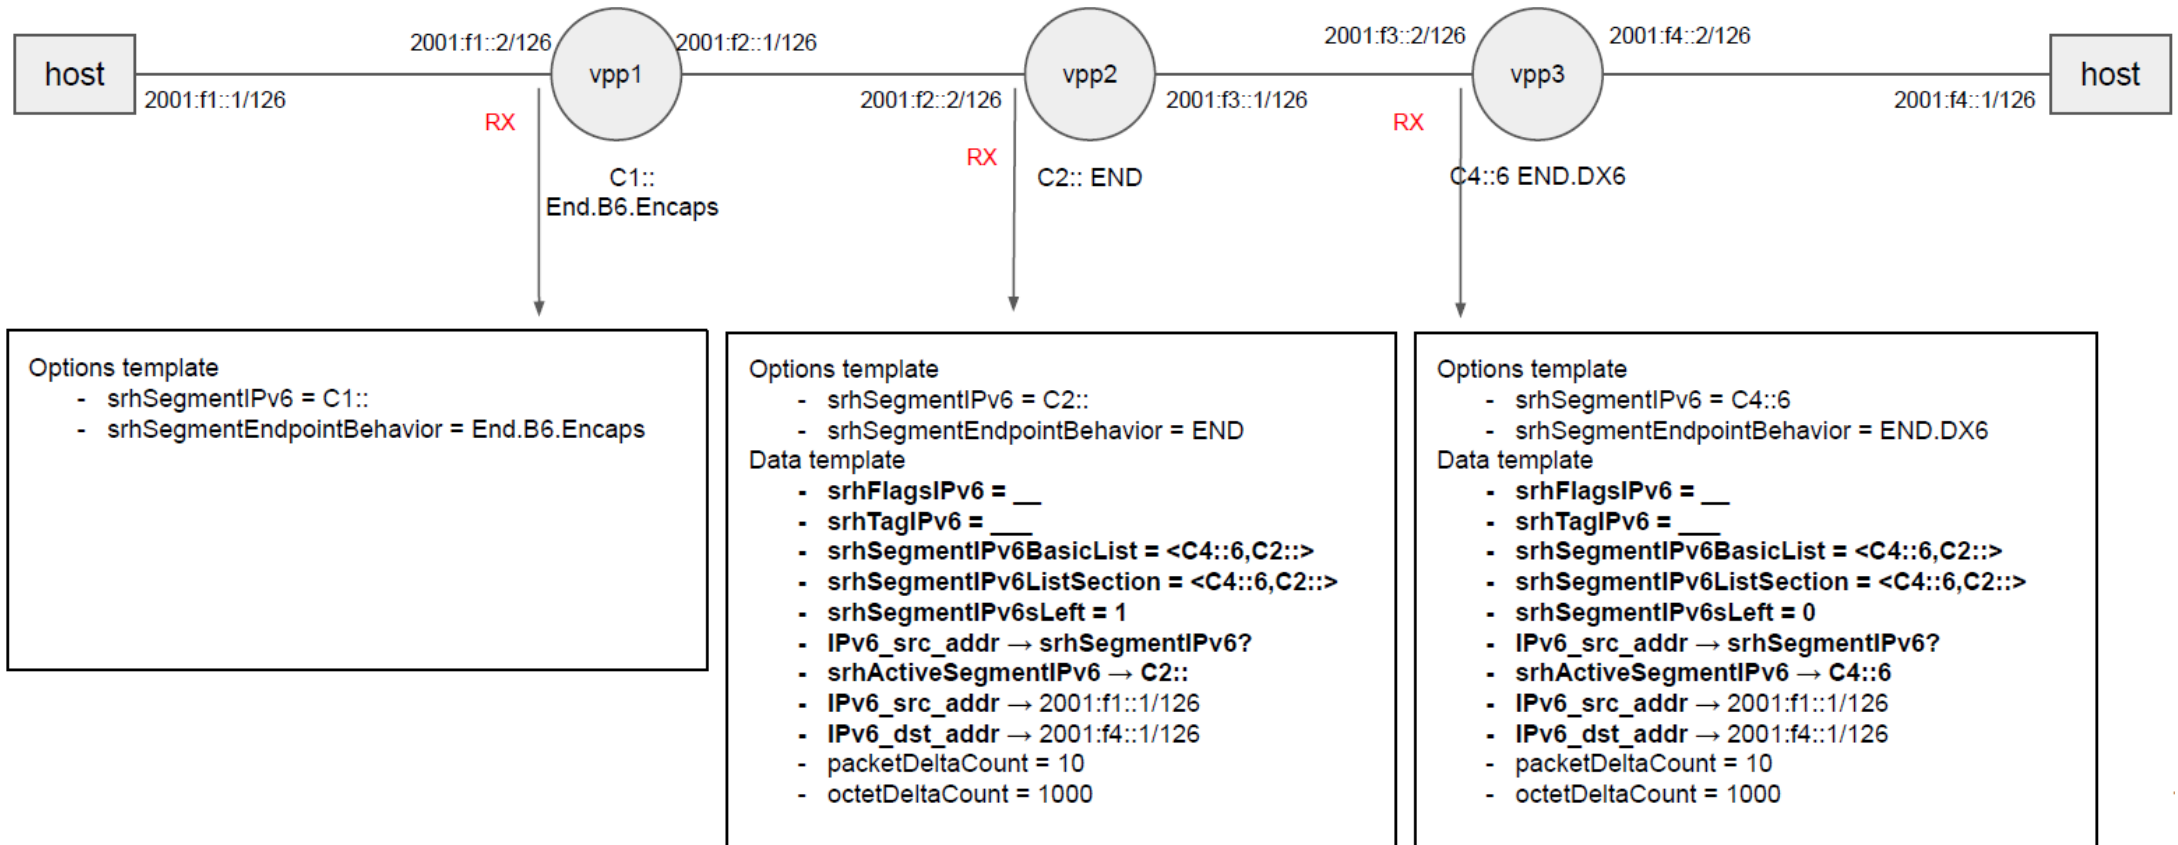 host
2001:f1::1/126
2001:f1::2/126
vpp1
2001:f2::1/126
RX
C1::
End.B6.Encaps
2001:f2::2/126
vpp2
2001:f3::1/126
RX
C2:: END
2001:f3::2/126
vpp3
2001:f4::2/126
RX
C4::6 END.DX6
2001:f4::1/126
host
Options template
- srhSegmentIPv6 = C1::
- srhSegmentEndpointBehavior = End.B6.Encaps
Options template
- srhSegmentIPv6 = C2::
- srhSegmentEndpointBehavior = END
Data template
- srhFlagsIPv6 = __
- srhTagIPv6 = ___
- srhSegmentIPv6BasicList = <C4::6,C2::>
- srhSegmentIPv6ListSection = <C4::6,C2::>
- srhSegmentIPv6sLeft = 1
- IPv6_src_addr → srhSegmentIPv6?
- srhActiveSegmentIPv6 → C2::
- IPv6_src_addr → 2001:f1::1/126
- IPv6_dst_addr → 2001:f4::1/126
- packetDeltaCount = 10
- octetDeltaCount = 1000
Options template
- srhSegmentIPv6 = C4::6
- srhSegmentEndpointBehavior = END.DX6
Data template
- srhFlagsIPv6 = __
- srhTagIPv6 = ___
- srhSegmentIPv6BasicList = <C4::6,C2::>
- srhSegmentIPv6ListSection = <C4::6,C2::>
- srhSegmentIPv6sLeft = 0
- IPv6_src_addr → srhSegmentIPv6?
- srhActiveSegmentIPv6 → C4::6
- IPv6_src_addr → 2001:f1::1/126
- IPv6_dst_addr → 2001:f4::1/126
- packetDeltaCount = 10
- octetDeltaCount = 1000